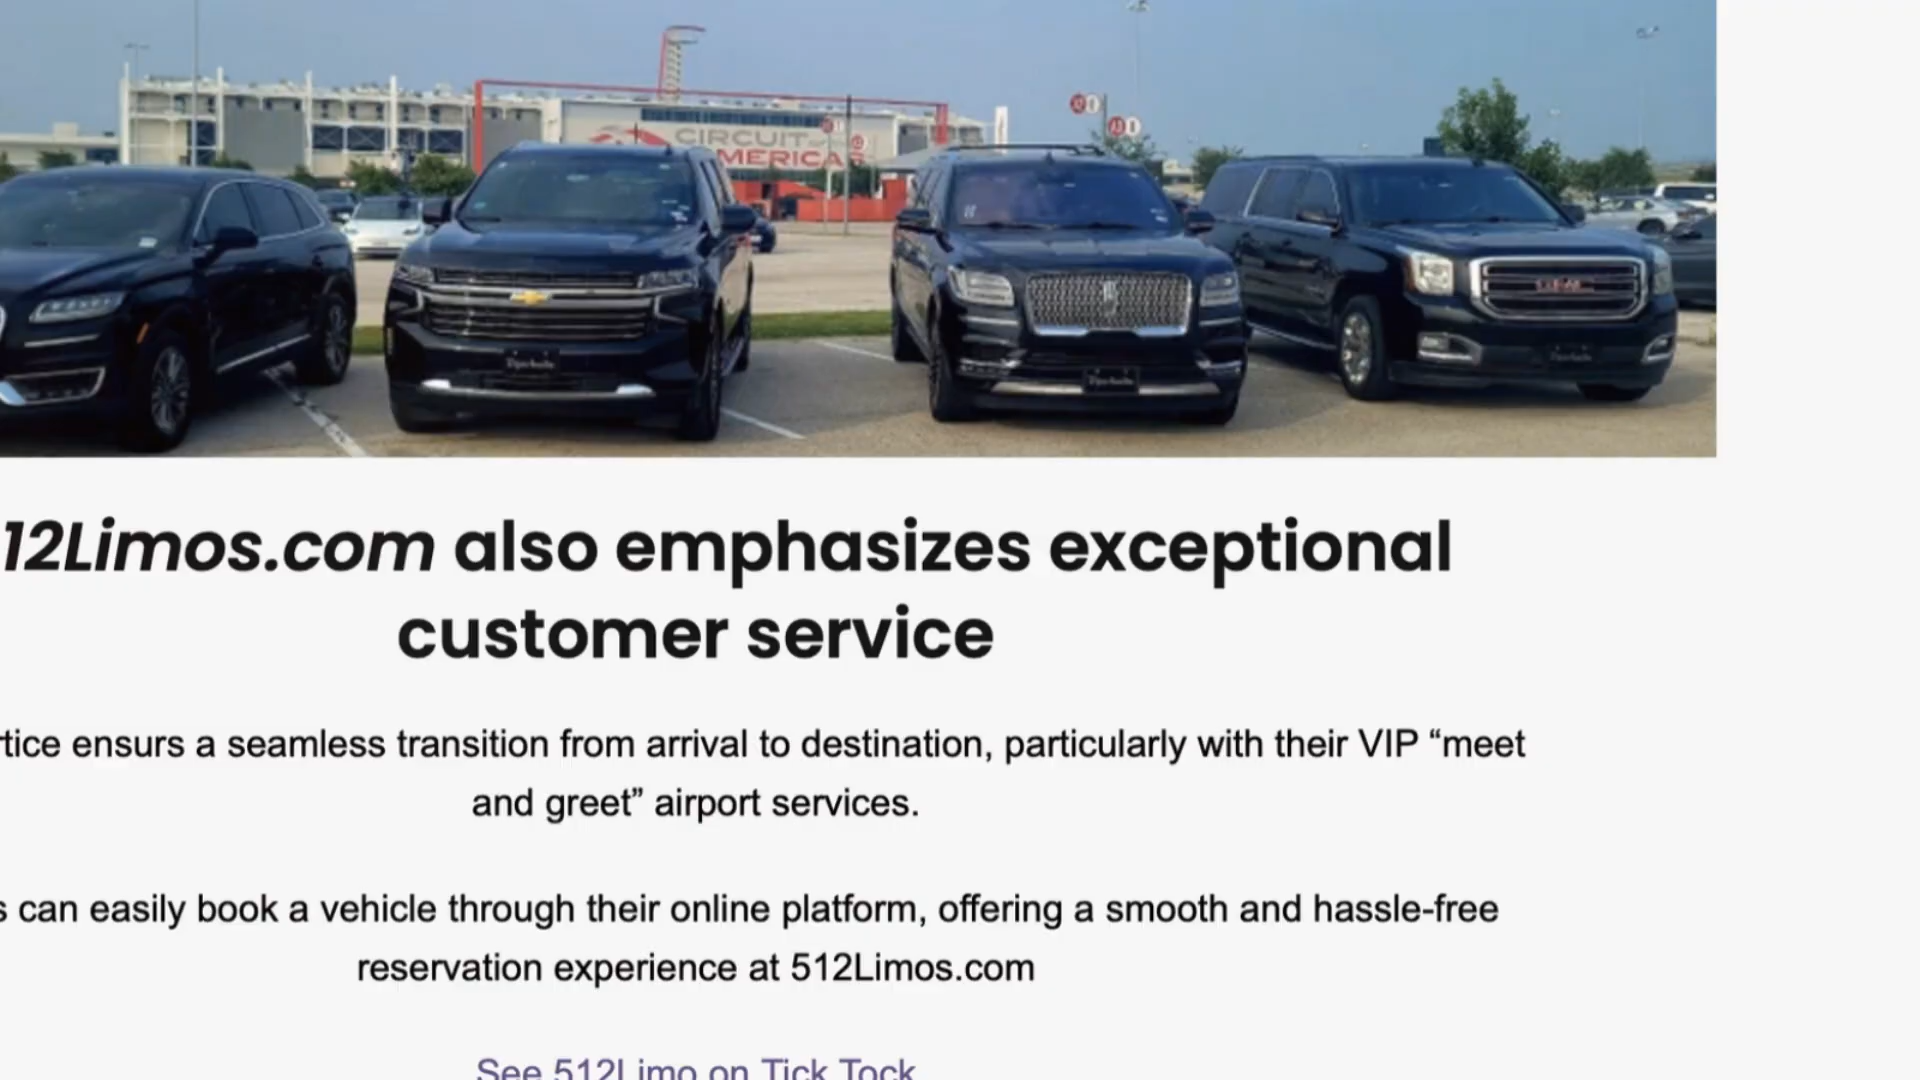 CIRCUIT
AMERICAS
GMC
12Limos.com also emphasizes exceptional
customer service
rtice ensurs a seamless transition from arrival to destination, particularly with their VIP “meet
and greet” airport services.
s can easily book a vehicle through their online platform, offering a smooth and hassle-free
reservation experience at 512Limos.com
See 512Limo on Tick Tock